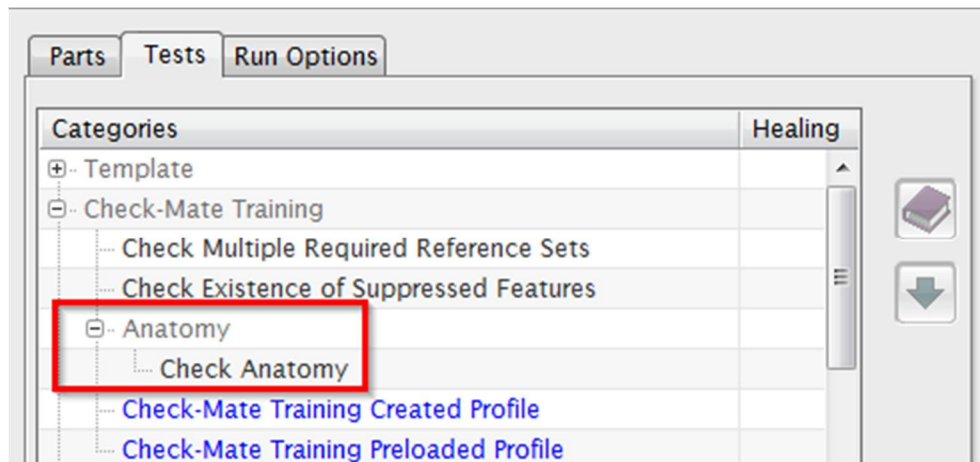 Parts Tests Run Options
Categories Healing
Template
Check-Mate Training
Check Multiple Required Reference Sets
Check Existence of Suppressed Features
Anatomy
Check Anatomy
Check-Mate Training Created Profile
Check-Mate Training Preloaded Profile